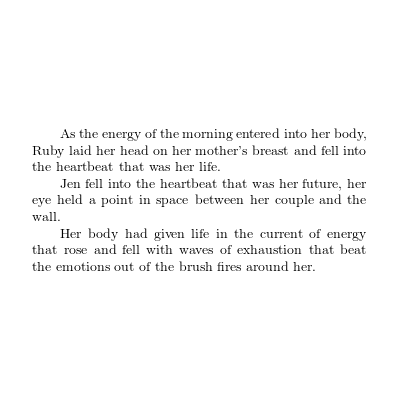 As the energy of the morning entered into her body,
Ruby laid her head on her mother's breast and fell into
the heartbeat that was her life.
Jen fell into the heartbeat that was her future, her
eye held a point in space between her couple and the
wall.
Her body had given life in the current of energy
that rose and fell with waves of exhaustion that beat
the emotions out of the brush fires around her.